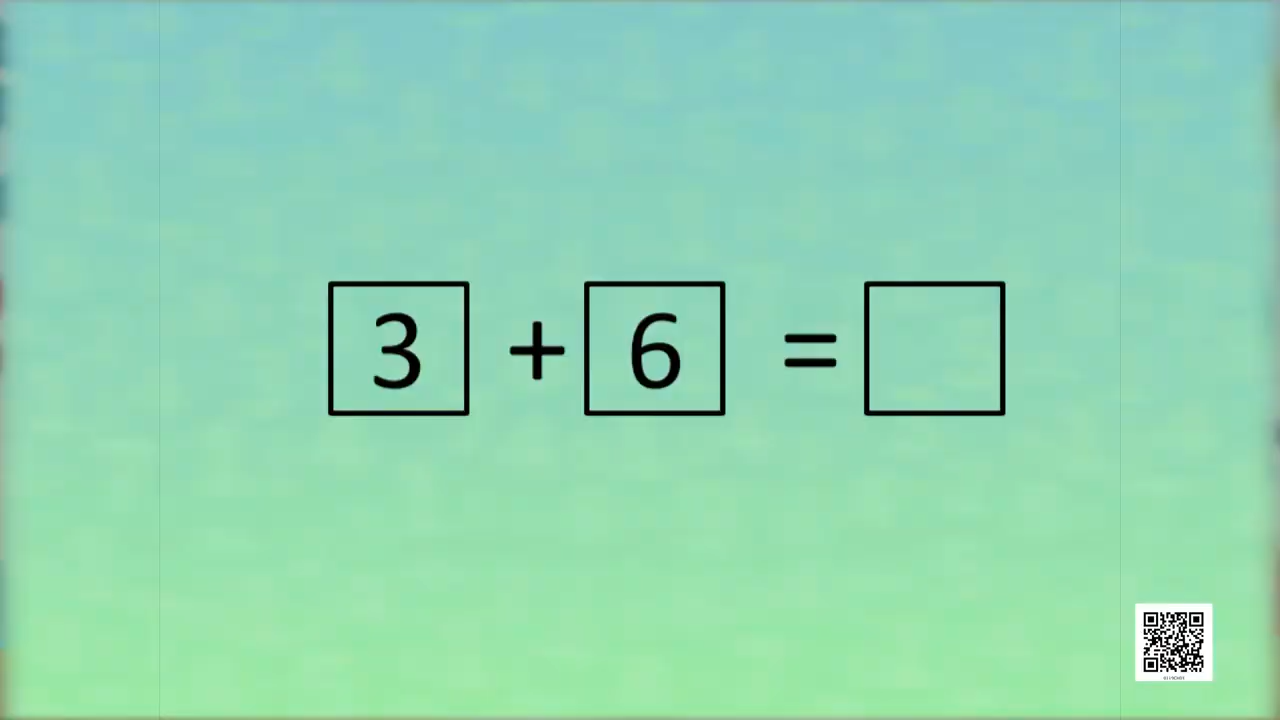 3 + 6 =